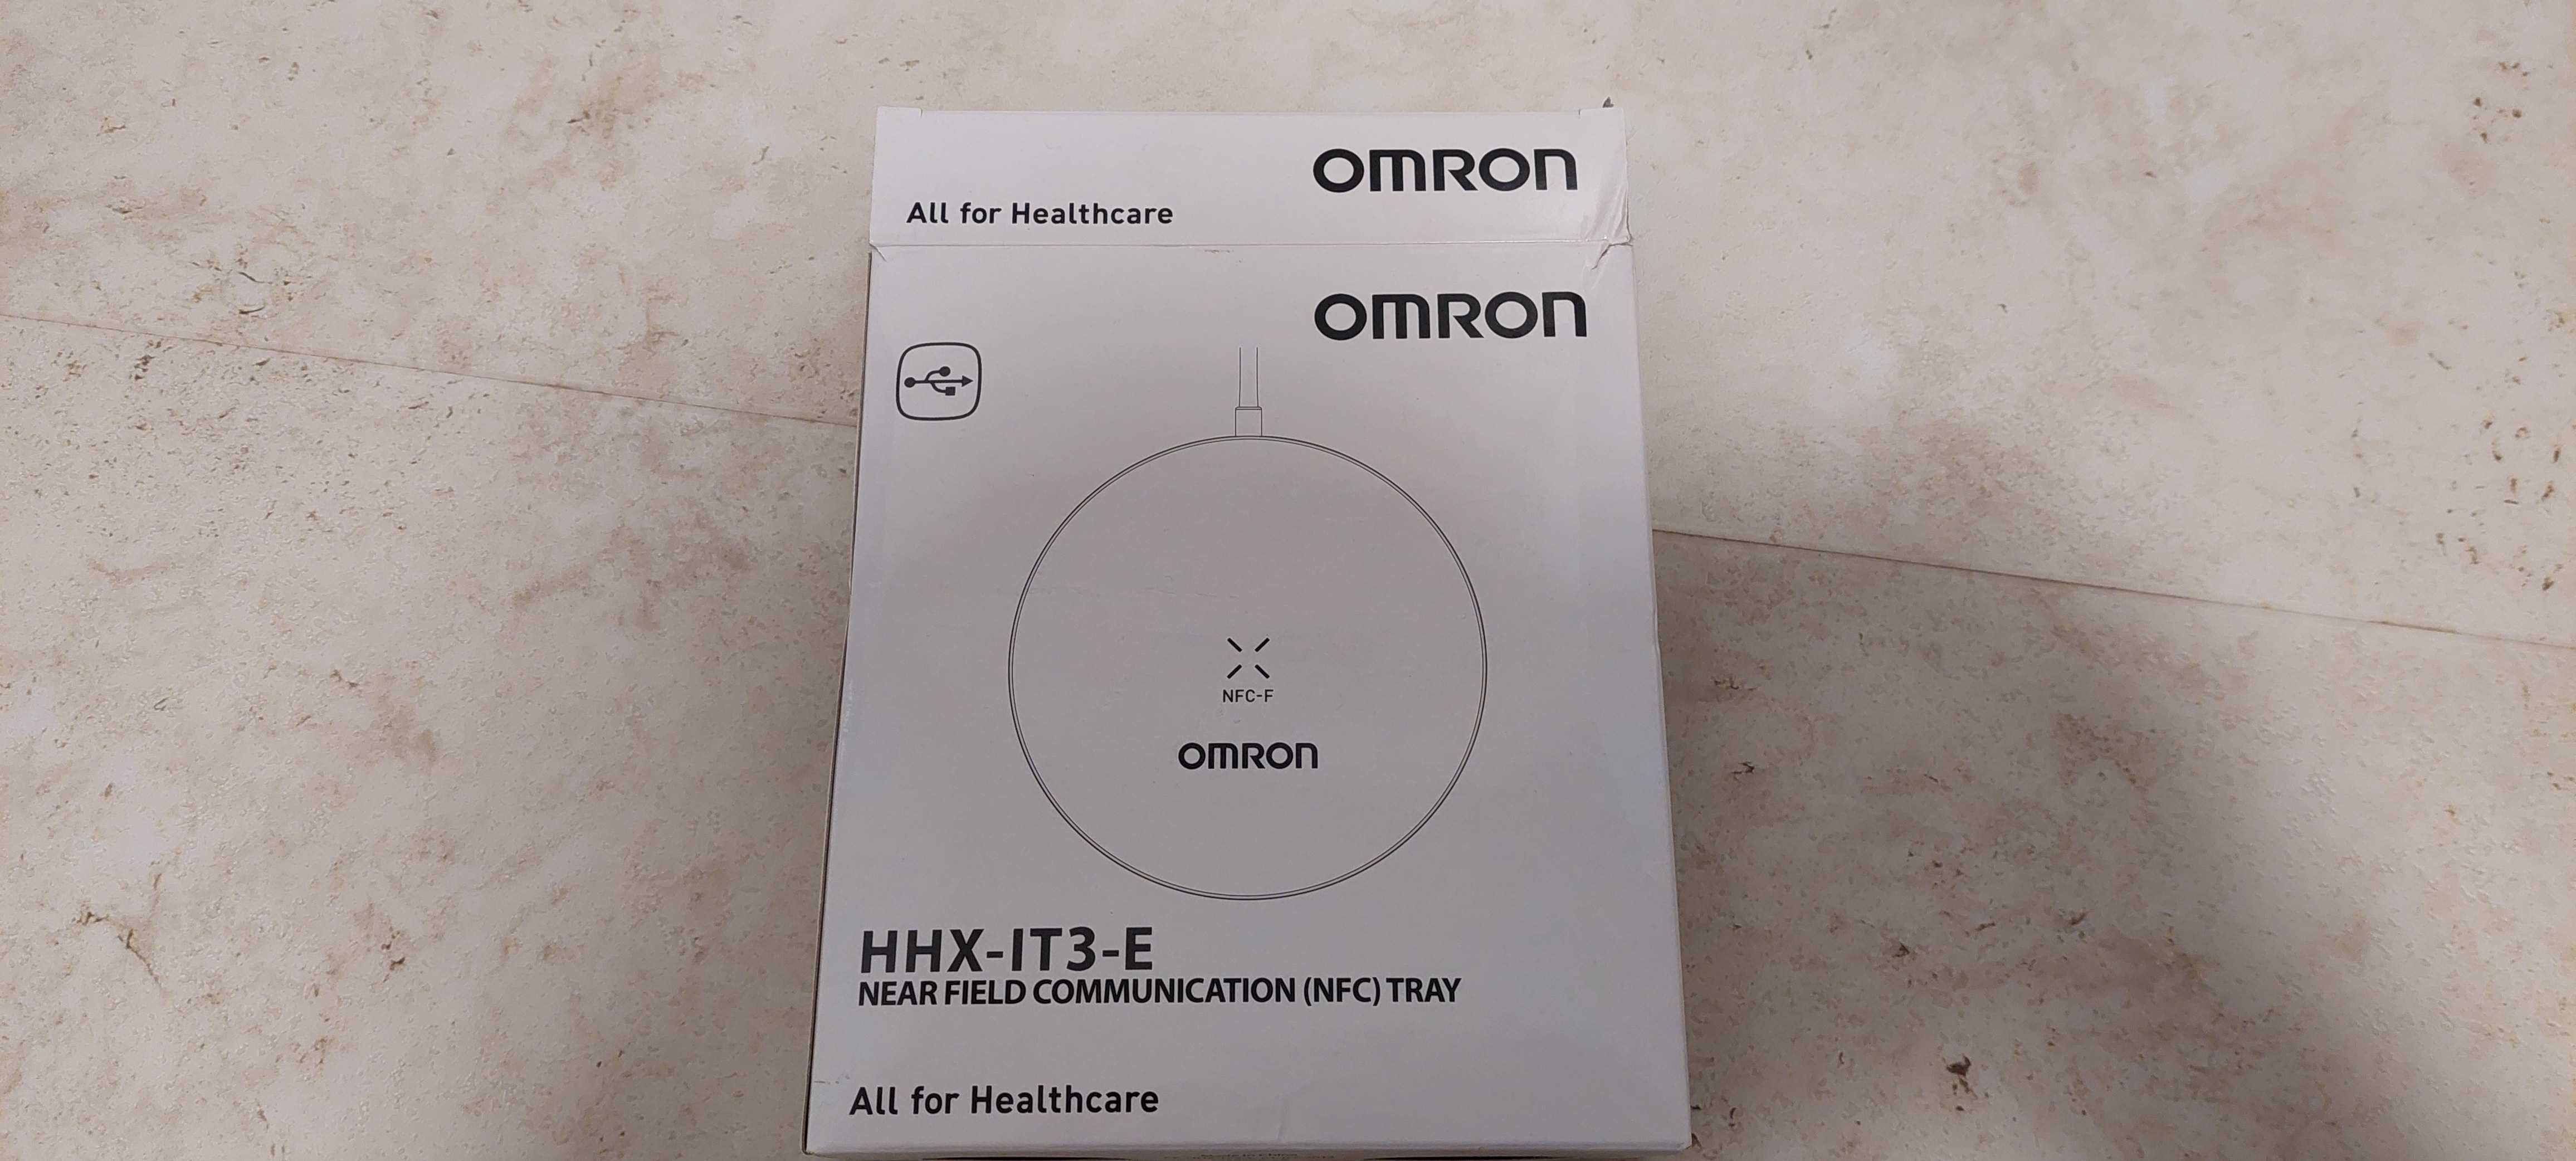 OMRON
All for Healthcare
OMRON
NFC-F
OMRON
HHX-IT3-E
NEAR FIELD COMMUNICATION (NFC) TRAY
All for Healthcare